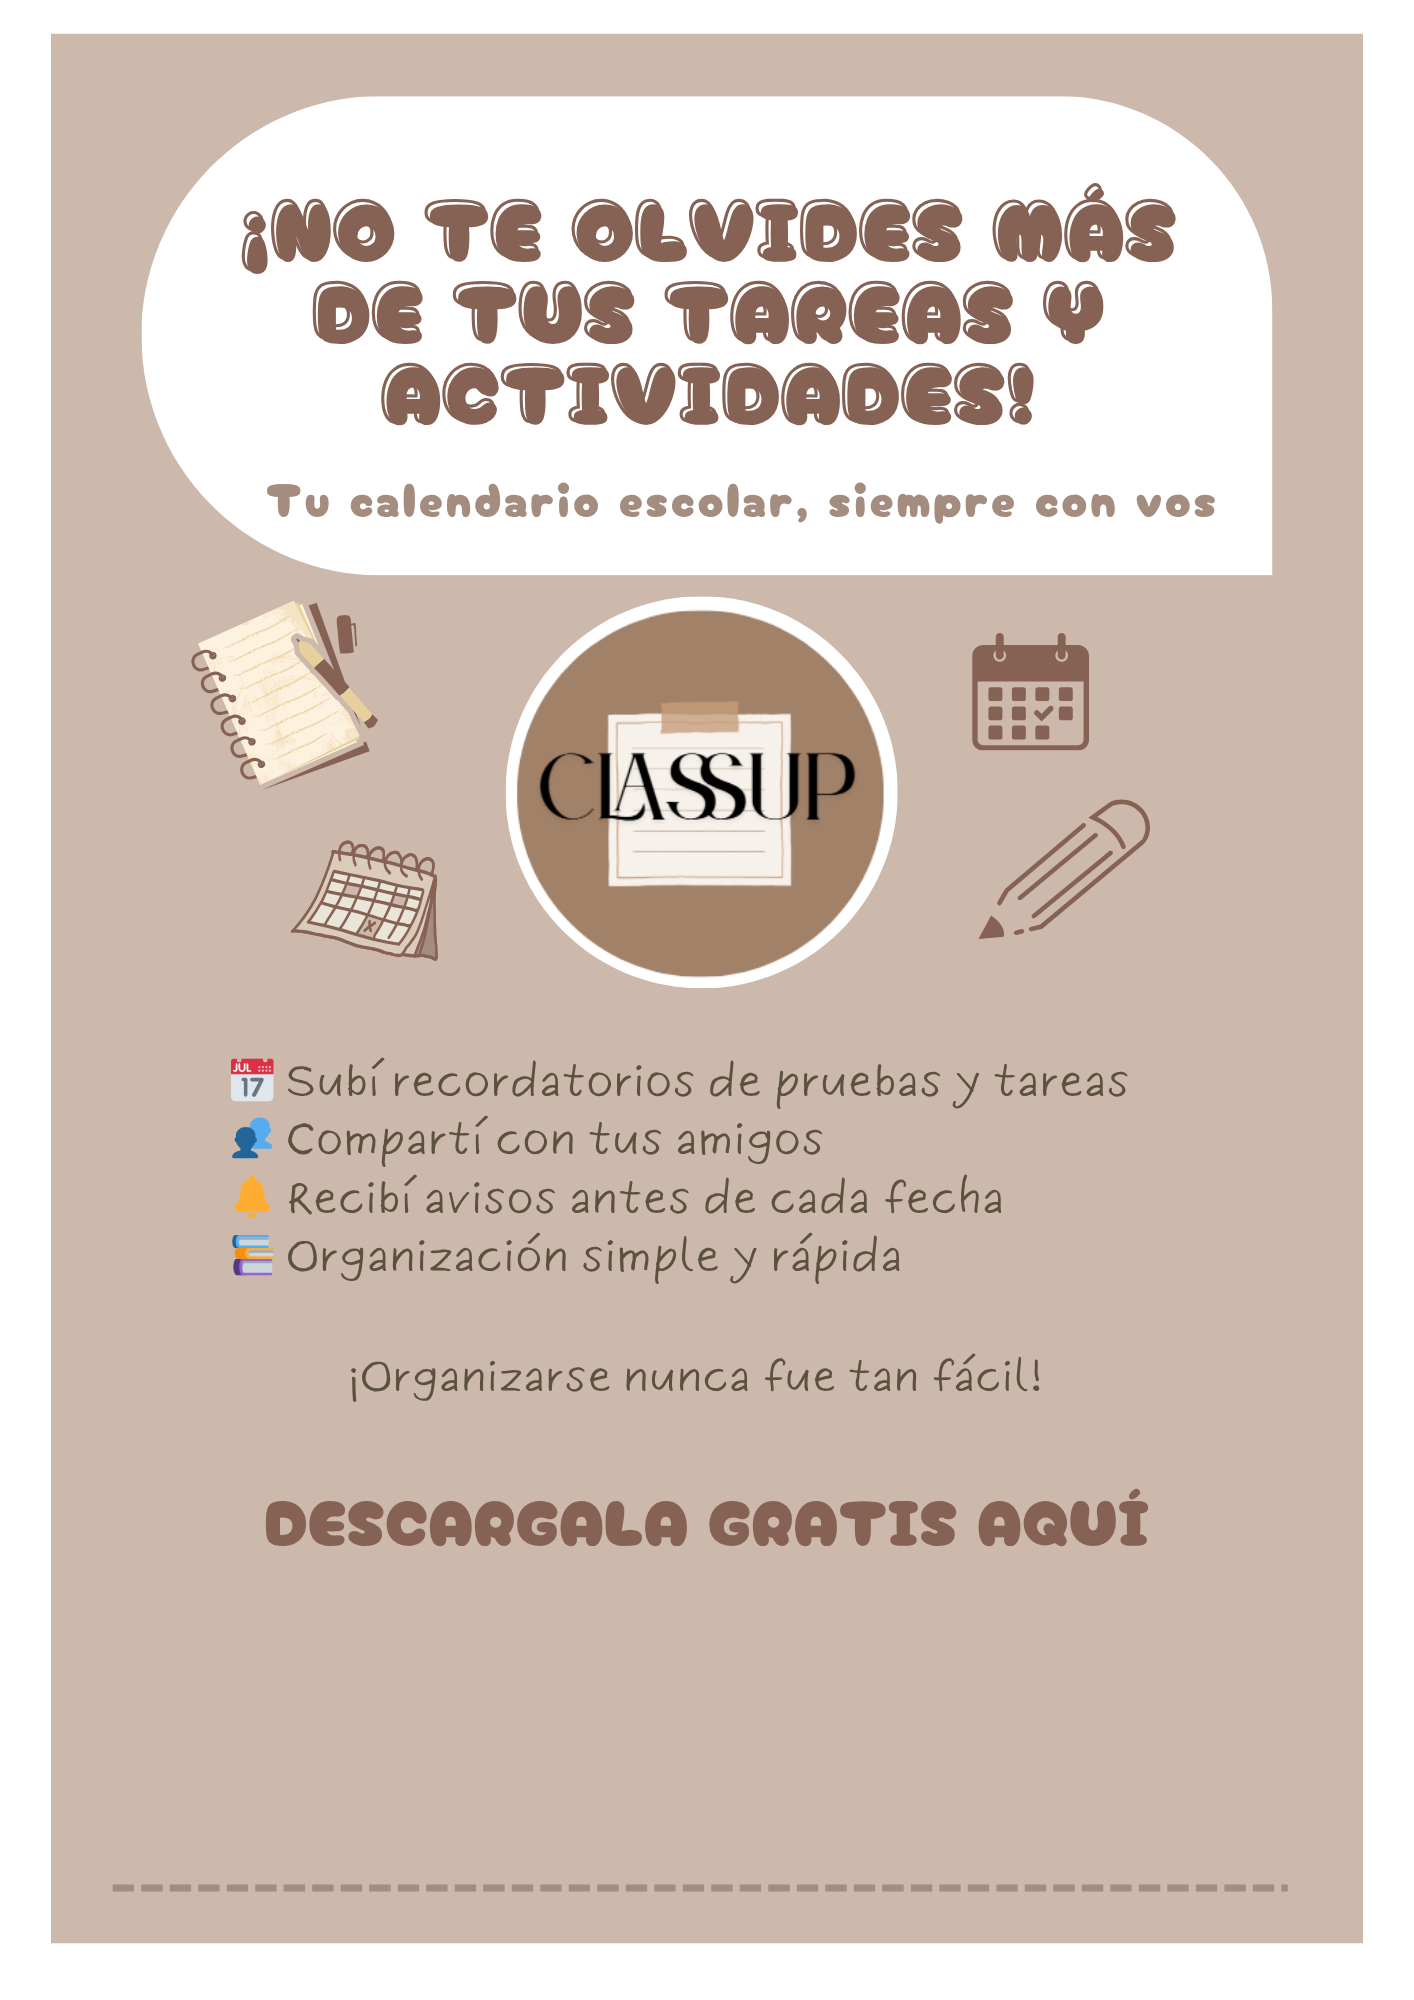 ¡NO TE OLVIDES MÁS
DE TUS TAREAS Y
ACTIVIDADES!
Tu calendario escolar, siempre con vos
CLASSUP
JUL
17
Subí recordatorios de pruebas y tareas
Compartí con tus amigos
Recibí avisos antes de cada fecha
Organización simple y rápida
¡Organizarse nunca fue tan fácil!
DESCARGALA GRATIS AQUÍ